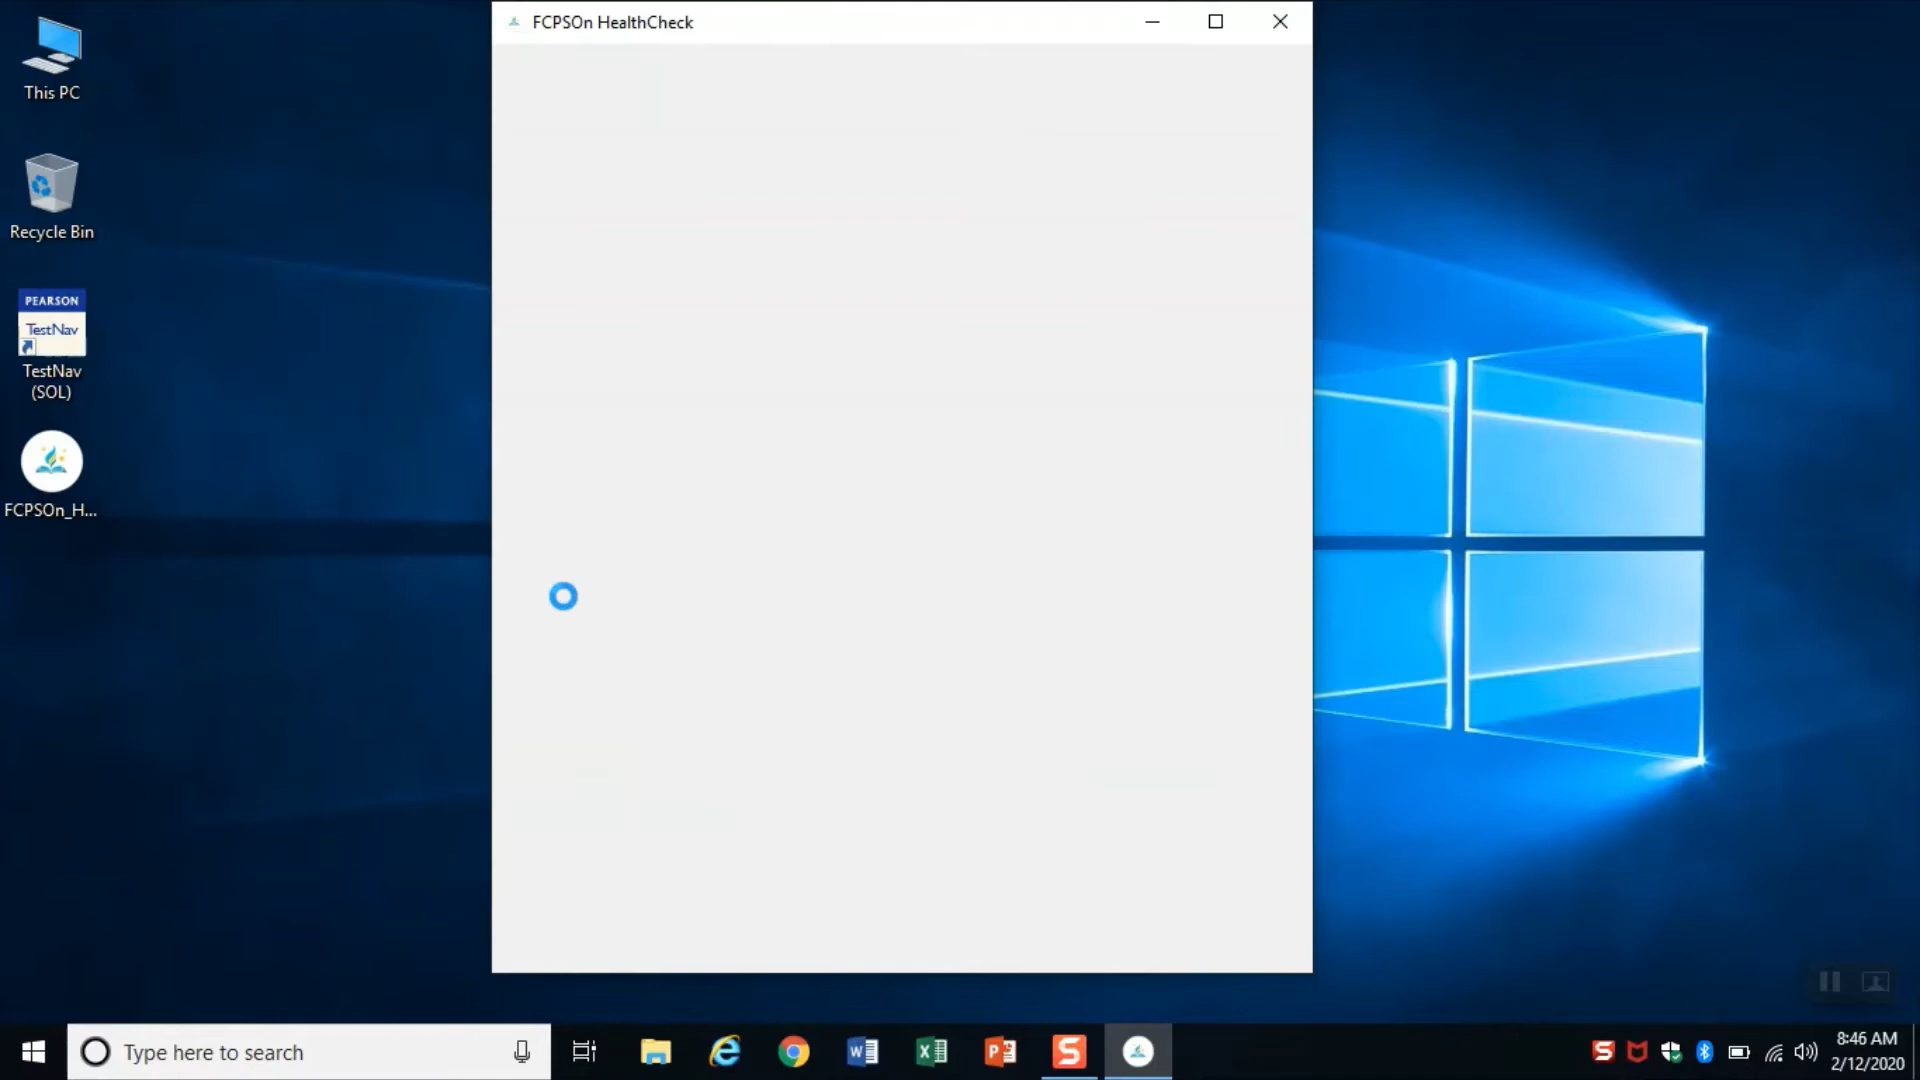 FCPSOn HealthCheck
This PC
Recycle Bin
PEARSON
TestNav
TestNav
(SOL)
FCPSOn_H...
Type here to search
8:46 AM
2/12/2020